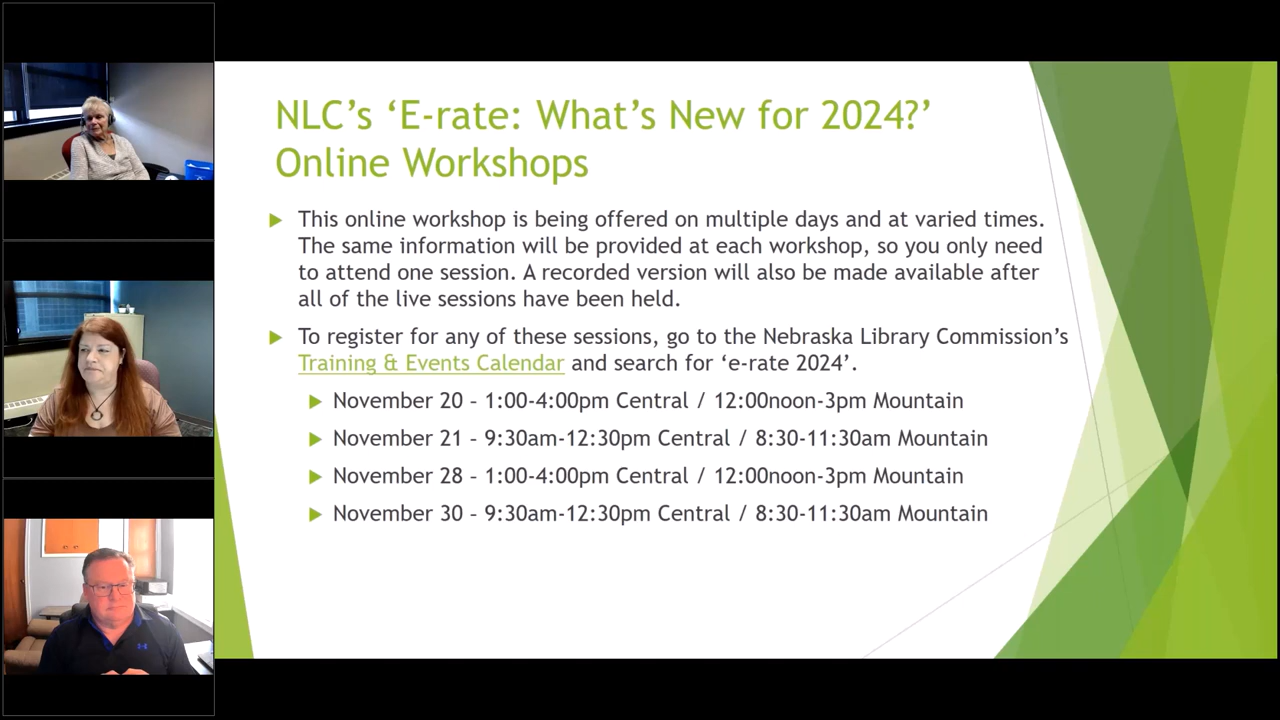 NLC’s ‘E-rate: What’s New for 2024?’
Online Workshops
This online workshop is being offered on multiple days and at varied times.
The same information will be provided at each workshop, so you only need
to attend one session. A recorded version will also be made available after
all of the live sessions have been held.
To register for any of these sessions, go to the Nebraska Library Commission’s
Training & Events Calendar and search for ‘e-rate 2024’.
November 20 – 1:00-4:00pm Central / 12:00noon-3pm Mountain
November 21 – 9:30am-12:30pm Central / 8:30-11:30am Mountain
November 28 – 1:00-4:00pm Central / 12:00noon-3pm Mountain
November 30 – 9:30am-12:30pm Central / 8:30-11:30am Mountain